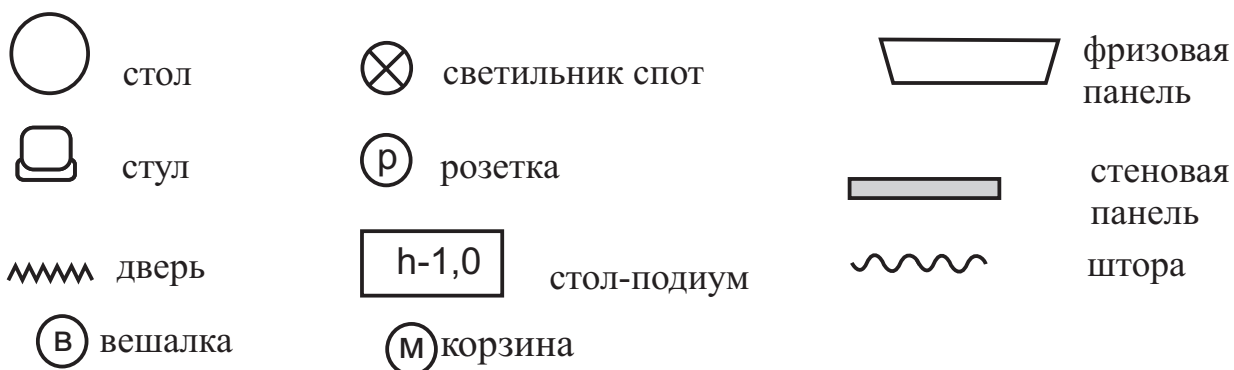 стол
светильник спот
фризовая
панель
стул
р
розетка
стеновая
панель
дверь
h-1,0
стол-подиум
штора
В
вешалка
М
корзина